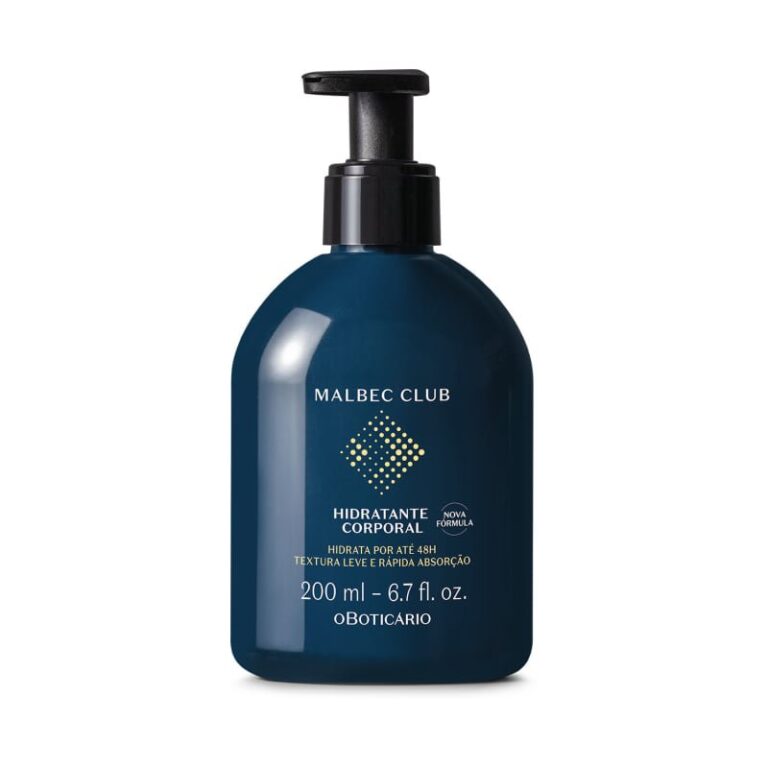 MALBEC CLUB
HIDRATANTE
CORPORAL
NOVA
FÓRMULA
HIDRATA POR ATÉ 48H
TEXTURA LEVE E RÁPIDA ABSORÇÃO
200 ml – 6.7 fl. oz.
oBOTICÁRIO